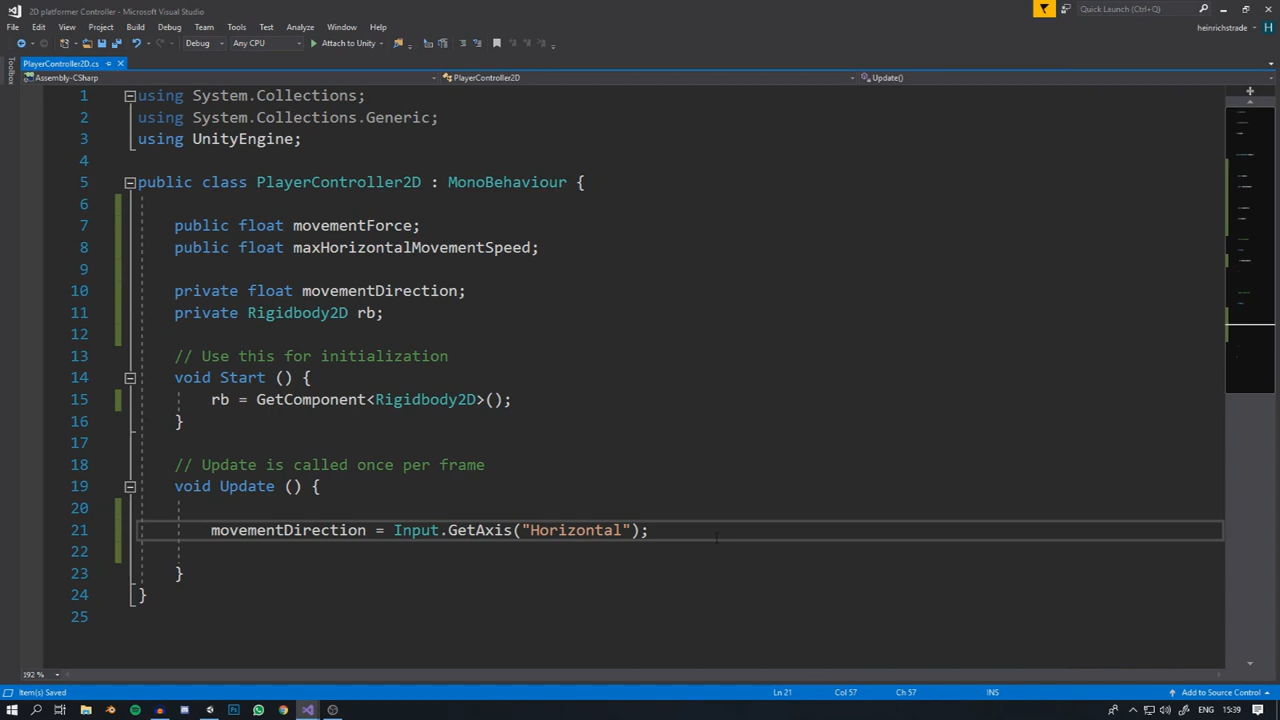 2D platformer Controller - Microsoft Visual Studio
Quick Launch (Ctrl+Q)
File Edit View Project Build Debug Team Tools Test Analyze Window Help
heinrichstrade H
Debug Any CPU Attach to Unity
PlayerController2D.cs
Toolbox
Assembly-CSharp PlayerController2D Update()
1 using System.Collections;
2 using System.Collections.Generic;
3 using UnityEngine;
4
5 public class PlayerController2D : MonoBehaviour {
6
7 public float movementForce;
8 public float maxHorizontalMovementSpeed;
9
10 private float movementDirection;
11 private Rigidbody2D rb;
12
13 // Use this for initialization
14 void Start () {
15 rb = GetComponent<Rigidbody2D>();
16 }
17
18 // Update is called once per frame
19 void Update () {
20
21 movementDirection = Input.GetAxis("Horizontal");
22
23 }
24 }
25
192 %
Item(s) Saved Ln 21 Col 57 Ch 57 INS Add to Source Control
ENG 15:39